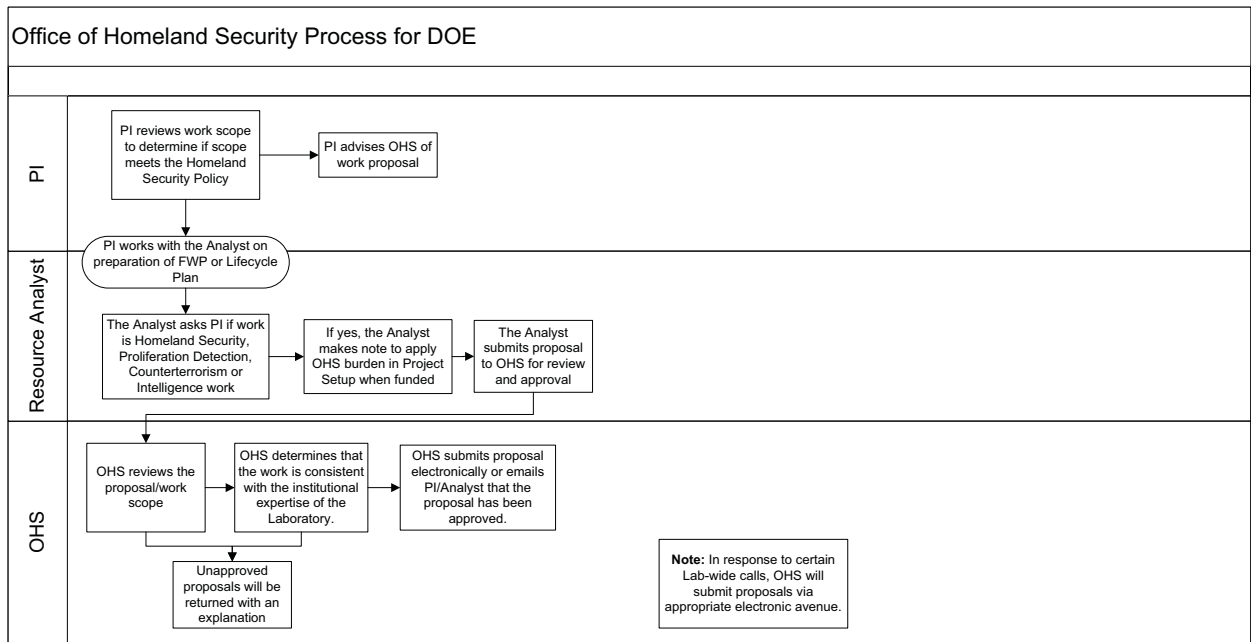 Office of Homeland Security Process for DOE
PI
PI reviews work scope
to determine if scope
meets the Homeland
Security Policy
PI advises OHS of
work proposal
PI works with the Analyst on
preparation of FWP or Lifecycle
Plan
Resource Analyst
The Analyst asks PI if work
is Homeland Security,
Proliferation Detection,
Counterterrorism or
Intelligence work
If yes, the Analyst
makes note to apply
OHS burden in Project
Setup when funded
The Analyst
submits proposal
to OHS for review
and approval
OHS
OHS reviews the
proposal/work
scope
OHS determines that
the work is consistent
with the institutional
expertise of the
Laboratory.
OHS submits proposal
electronically or emails
PI/Analyst that the
proposal has been
approved.
Unapproved
proposals will be
returned with an
explanation
Note: In response to certain
Lab-wide calls, OHS will
submit proposals via
appropriate electronic avenue.